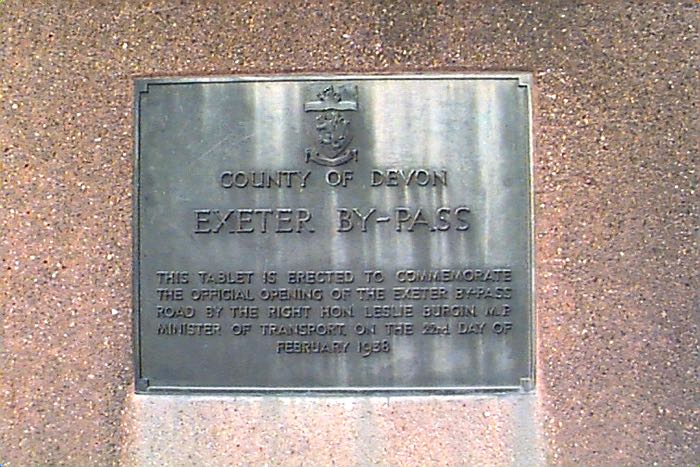 COUNTY OF DEVON
EXETER BY-PASS
THIS TABLET IS ERECTED TO COMMEMORATE
THE OFFICIAL OPENING OF THE EXETER BY-PASS
ROAD BY THE RIGHT HON. LESLIE BURGIN, M.P.
MINISTER OF TRANSPORT, ON THE 22nd DAY OF
FEBRUARY 1938